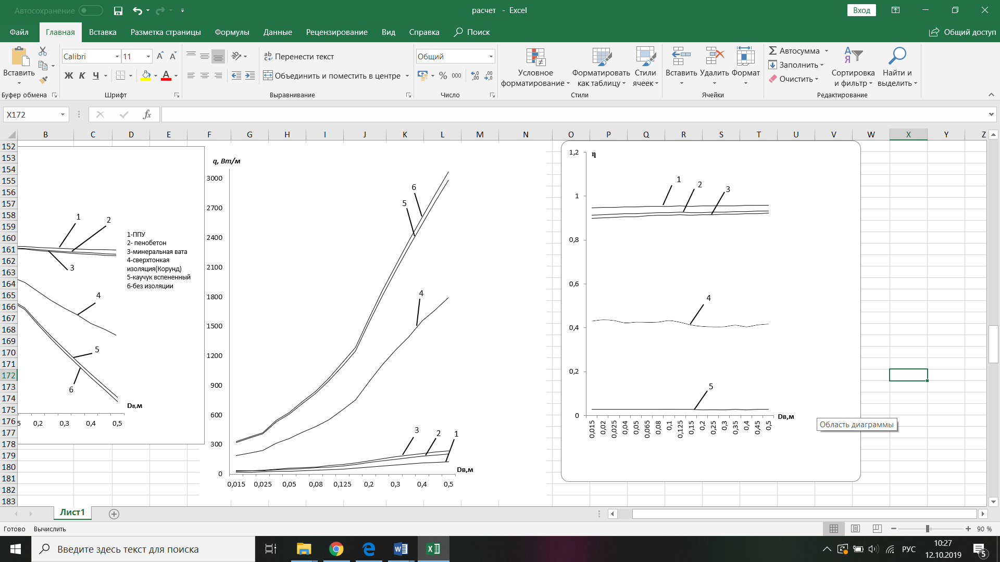 Автосохранение
расчет - Excel
Вход
Файл Главная Вставка Разметка страницы Формулы Данные Рецензирование Вид Справка Поиск Общий доступ
Вставить
Буфер обмена
Calibri 11
Ж К Ч
Шрифт
Перенести текст
Объединить и поместить в центре
Выравнивание
Общий
% 000
Число
Условное форматирование
Форматировать как таблицу
Стили ячеек
Стили
Вставить Удалить Формат
Ячейки
Автосумма
Заполнить
Очистить
Сортировка и фильтр
Найти и выделить
Редактирование
X172
fx
B C D E F G H I J K L M N O P Q R S T U V W X Y Z
152
153
154
155
156
157
158
159
160
161
162
163
164
165
166
167
168
169
170
171
172
173
174
175
176
177
178
179
180
181
182
183
1
2
3
4
5
6
1-ППУ
2- пенобетон
3-минеральная вата
4-сверхтонкая
изоляция(Корунд)
5-каучук вспененный
6-без изоляции
Dв,м
5 0,2 0,3 0,4 0,5
q, Вт/м
3000
2700
2400
2100
1800
1500
1200
900
600
300
0
6
5
4
3 2 1
Dв,м
0,015 0,025 0,05 0,08 0,125 0,2 0,3 0,4 0,5
η
1,2
1
0,8
0,6
0,4
0,2
0
1 2 3
4
5
Dв,м
0,015 0,02 0,025 0,04 0,05 0,065 0,08 0,1 0,125 0,15 0,2 0,25 0,3 0,35 0,4 0,45 0,5
Область диаграммы
Лист1
Готово Вычислить
90 %
Введите здесь текст для поиска
РУС
10:27
12.10.2019
5